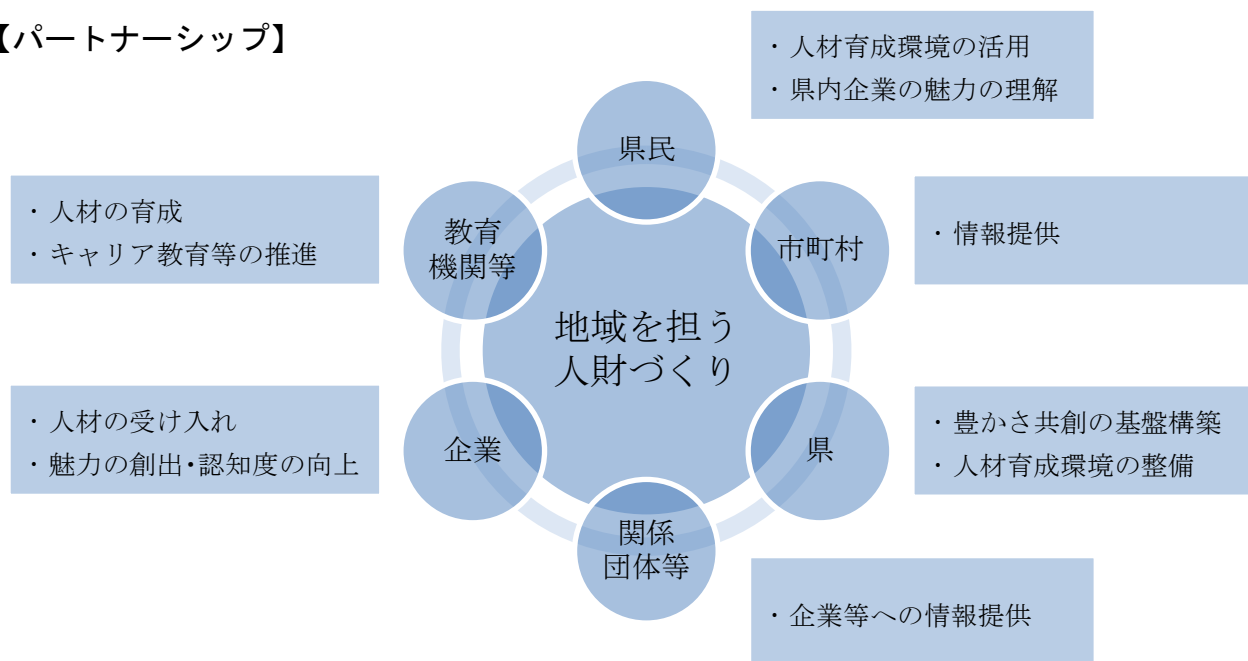 【パートナーシップ】
・人材育成環境の活用
・県内企業の魅力の理解
県民
・人材の育成
・キャリア教育等の推進
教育
機関等
市町村
・情報提供
地域を担う
人財づくり
・人材の受け入れ
・魅力の創出・認知度の向上
企業
県
・豊かさ共創の基盤構築
・人材育成環境の整備
関係
団体等
・企業等への情報提供